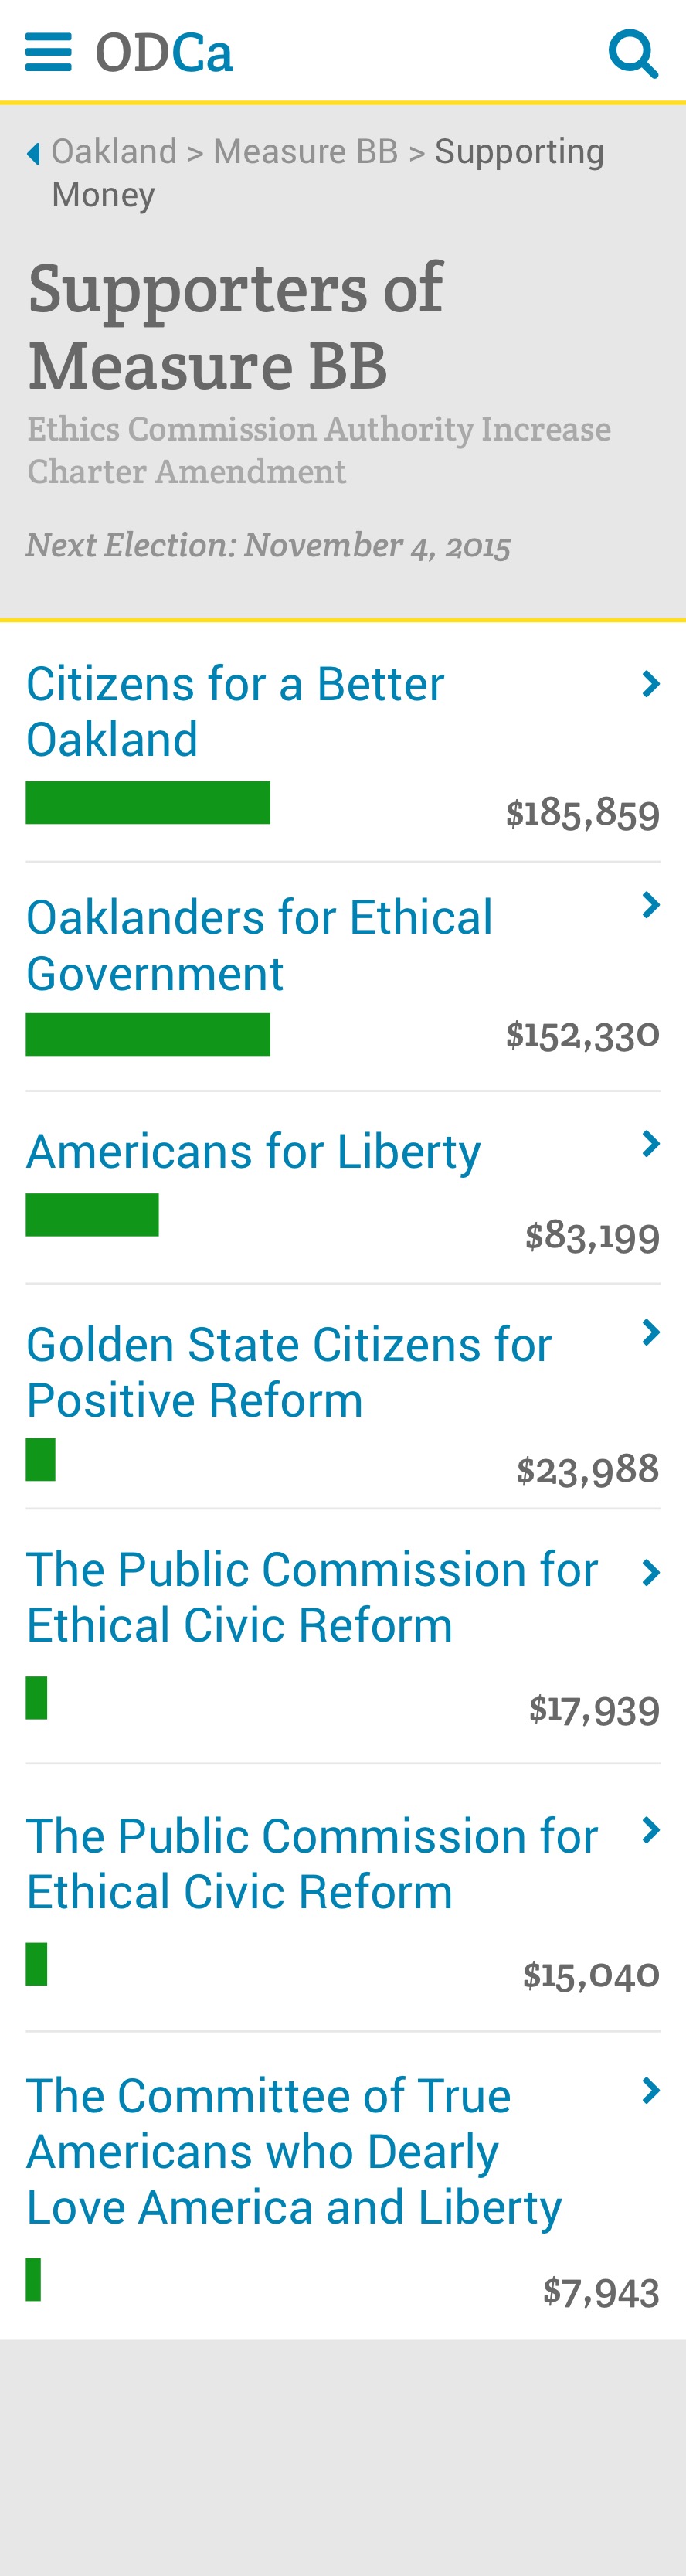 ODCa
Oakland > Measure BB > Supporting
Money
Supporters of
Measure BB
Ethics Commission Authority Increase
Charter Amendment
Next Election: November 4, 2015
Citizens for a Better
Oakland
$185,859
Oaklanders for Ethical
Government
$152,330
Americans for Liberty
$83,199
Golden State Citizens for
Positive Reform
$23,988
The Public Commission for
Ethical Civic Reform
$17,939
The Public Commission for
Ethical Civic Reform
$15,040
The Committee of True
Americans who Dearly
Love America and Liberty
$7,943